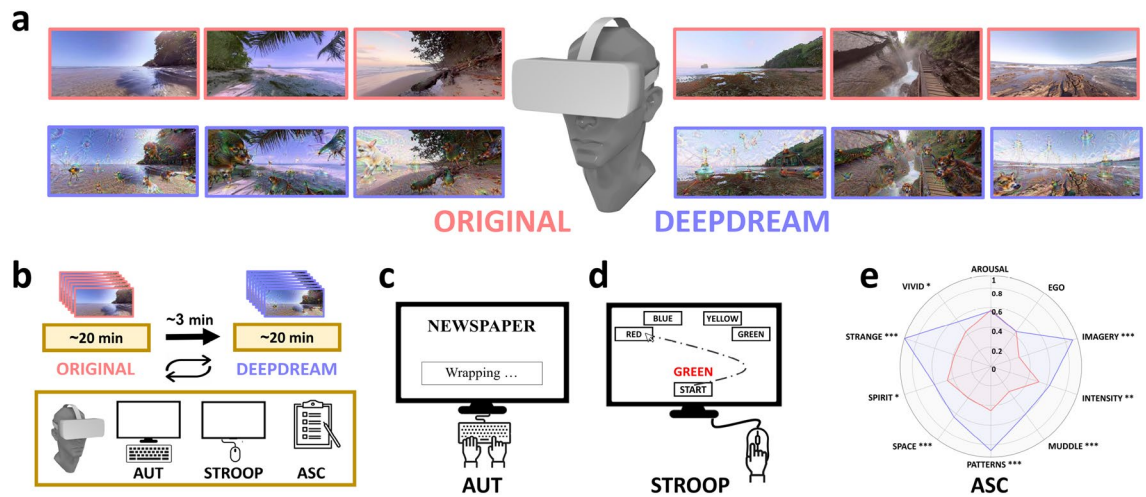 a
ORIGINAL DEEPDREAM
b
~20 min
~3 min
~20 min
ORIGINAL
DEEPDREAM
AUT
STROOP
ASC
c
NEWSPAPER
Wrapping ...
AUT
d
BLUE YELLOW
RED GREEN
GREEN
START
STROOP
e
AROUSAL
VIVID *
EGO
1
0.8
0.6
0.4
0.2
0
STRANGE ***
IMAGERY ***
SPIRIT *
INTENSITY **
SPACE ***
MUDDLE ***
PATTERNS ***
ASC